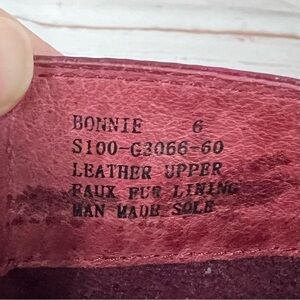 BONNIE 6
S100-G3066-60
LEATHER UPPER
FAUX FUR LINING
MAN MADE SOLE